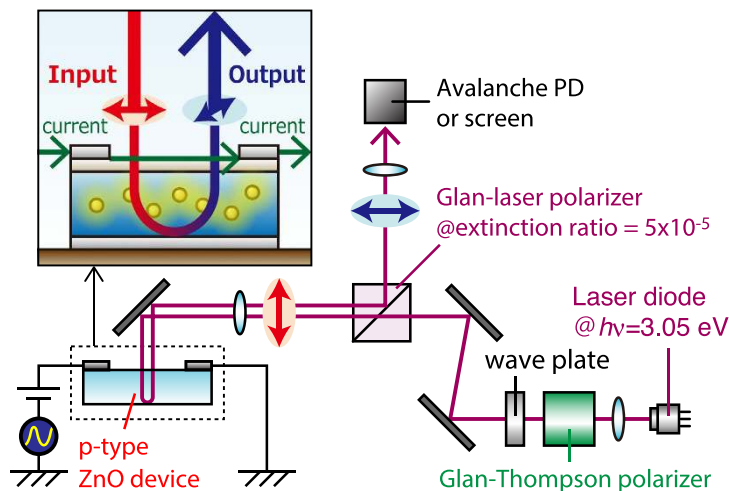 Input
Output
current
current
Avalanche PD
or screen
Glan-laser polarizer
@extinction ratio = 5x10-5
Laser diode
@hν=3.05 eV
wave plate
p-type
ZnO device
Glan-Thompson polarizer